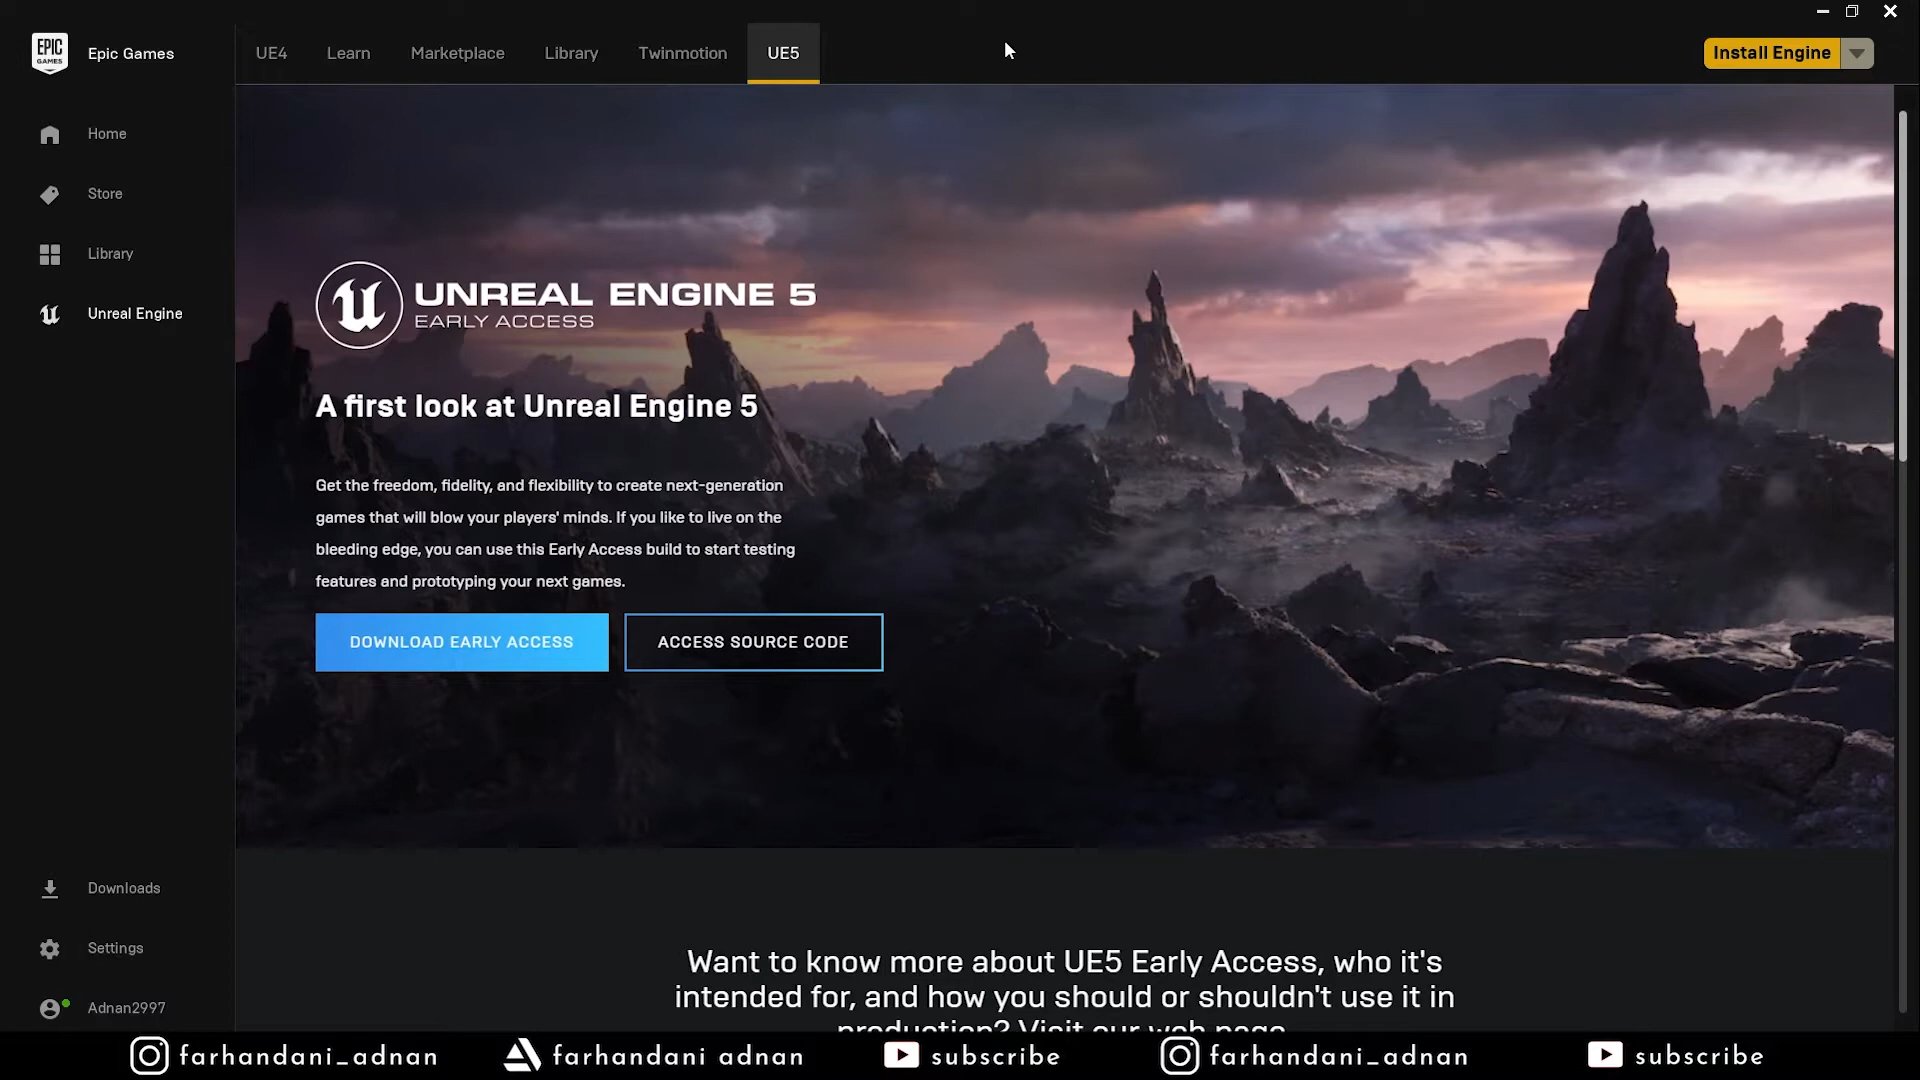 EPIC GAMES
Epic Games
UE4
Learn
Marketplace
Library
Twinmotion
UE5
Install Engine
Home
Store
Library
Unreal Engine
UNREAL ENGINE 5
EARLY ACCESS
A first look at Unreal Engine 5
Get the freedom, fidelity, and flexibility to create next-generation
games that will blow your players' minds. If you like to live on the
bleeding edge, you can use this Early Access build to start testing
features and prototyping your next games.
DOWNLOAD EARLY ACCESS
ACCESS SOURCE CODE
Downloads
Settings
Adnan2997
Want to know more about UE5 Early Access, who it's
intended for, and how you should or shouldn't use it in
production? Visit our web page
farhandani_adnan
farhandani adnan
subscribe
farhandani_adnan
subscribe